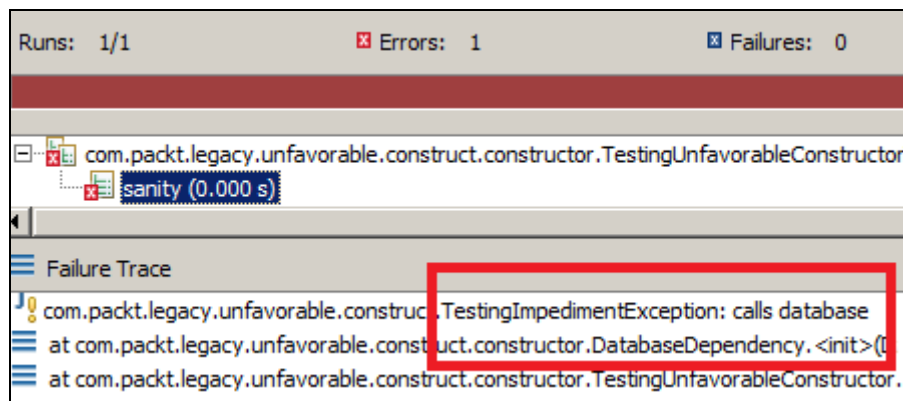 Runs: 1/1 Errors: 1 Failures: 0
com.packt.legacy.unfavorable.construct.constructor.TestingUnfavorableConstructor
sanity (0.000 s)
Failure Trace
com.packt.legacy.unfavorable.construct.TestingImpedimentException: calls database
at com.packt.legacy.unfavorable.construct.constructor.DatabaseDependency.<init>(D
at com.packt.legacy.unfavorable.construct.constructor.TestingUnfavorableConstructor.